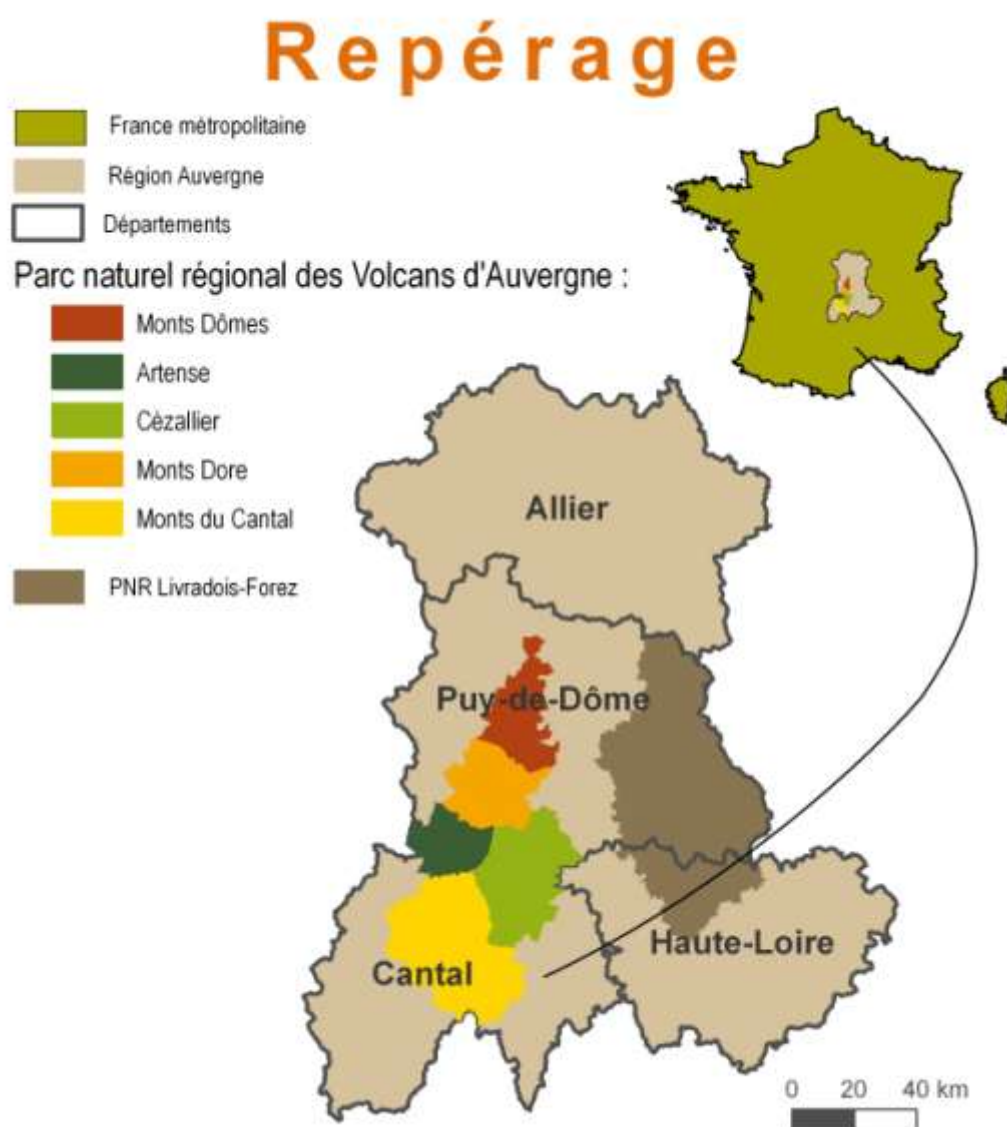 Repérage
France métropolitaine
Région Auvergne
Départements
Parc naturel régional des Volcans d'Auvergne :
Monts Dômes
Artense
Cézallier
Monts Dore
Monts du Cantal
PNR Livradois-Forez
Allier
Puy-de-Dôme
Haute-Loire
Cantal
0 20 40 km